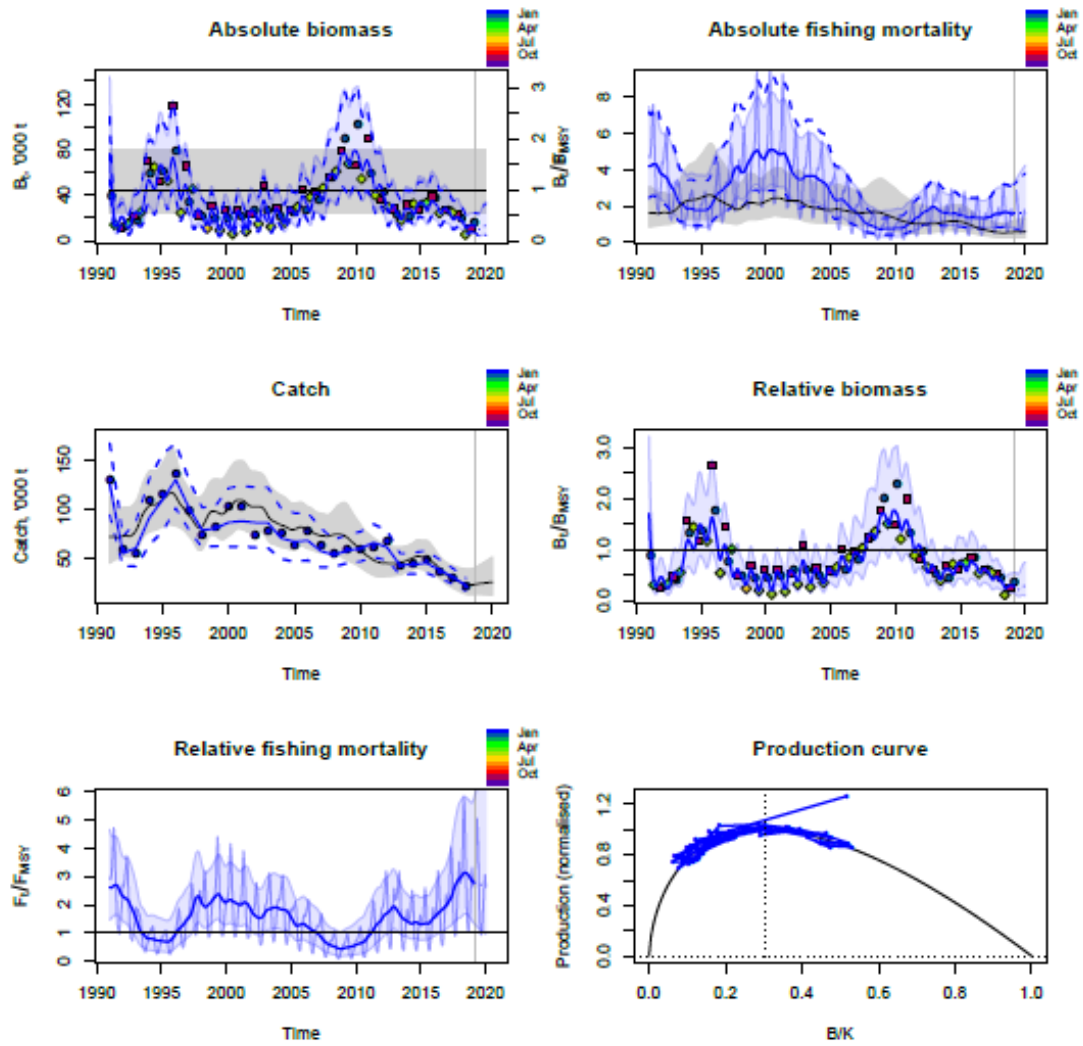 Absolute biomass
Jan
Apr
Jul
Oct
Bt, '000 t
0 40 80 120
0 1 2 3
Bt/BMSY
1990 1995 2000 2005 2010 2015 2020
Time
Absolute fishing mortality
Jan
Apr
Jul
Oct
0 2 4 6 8
1990 1995 2000 2005 2010 2015 2020
Time
Catch
Jan
Apr
Jul
Oct
Catch, '000 t
50 100 150
1990 1995 2000 2005 2010 2015 2020
Time
Relative biomass
Jan
Apr
Jul
Oct
Bt/BMSY
0.0 1.0 2.0 3.0
1990 1995 2000 2005 2010 2015 2020
Time
Relative fishing mortality
Jan
Apr
Jul
Oct
Ft/FMSY
0 1 2 3 4 5 6
1990 1995 2000 2005 2010 2015 2020
Time
Production curve
Production (normalised)
0.0 0.4 0.8 1.2
0.0 0.2 0.4 0.6 0.8 1.0
B/K